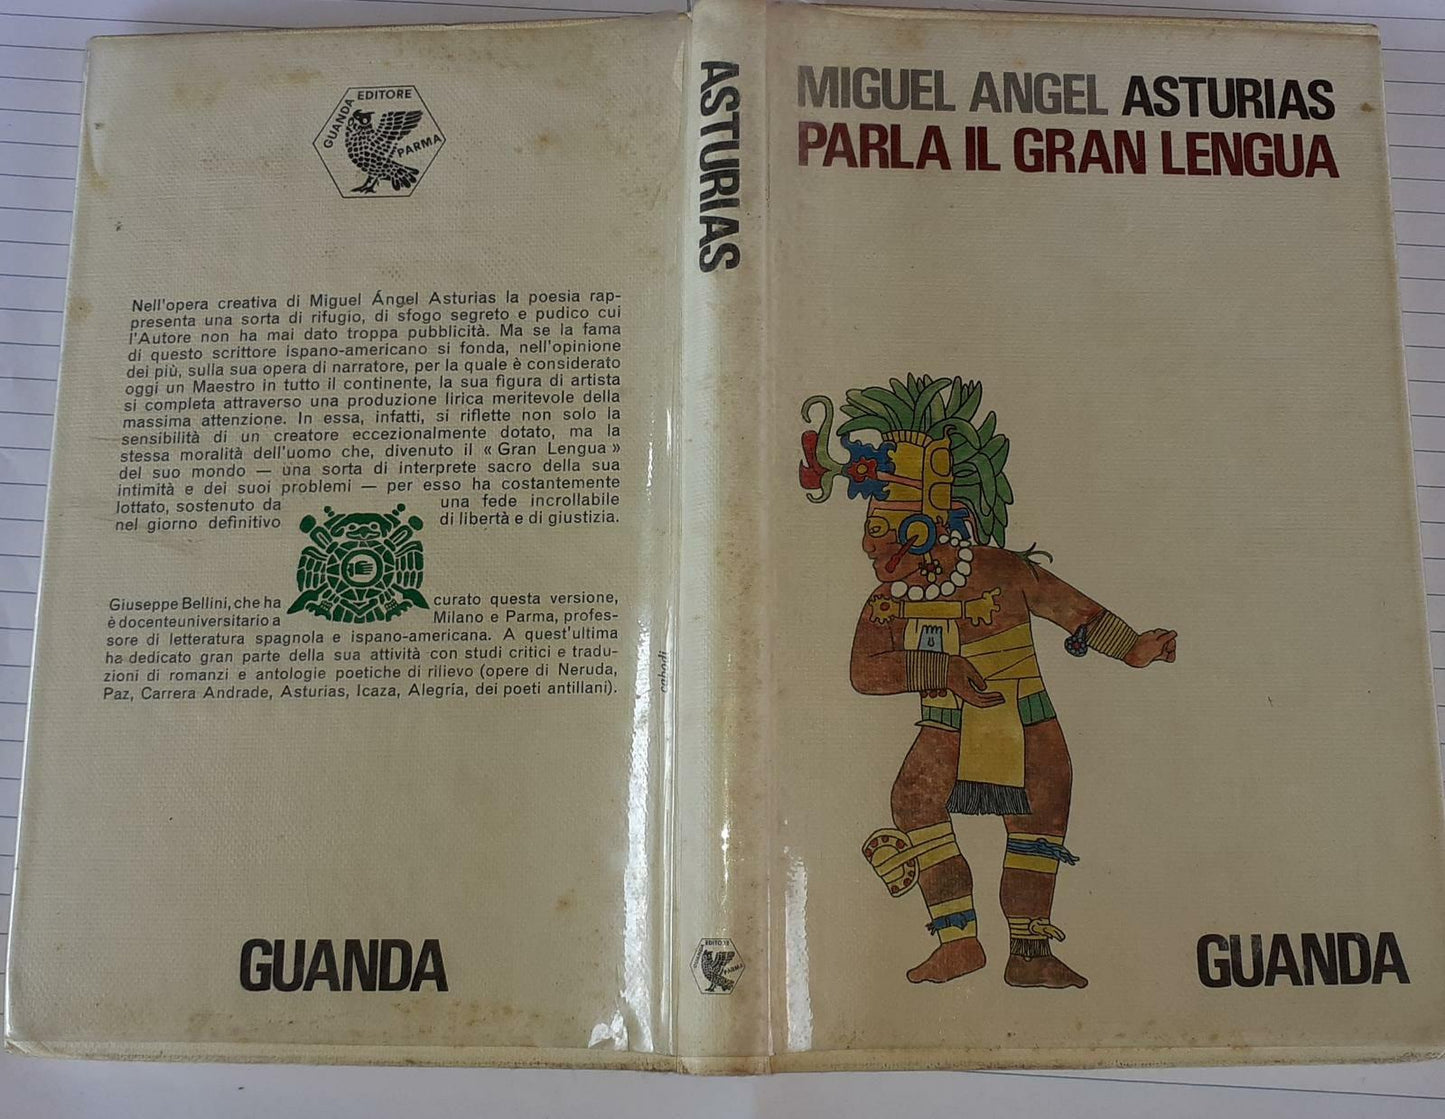 GUANDA EDITORE PARMA
Nell'opera creativa di Miguel Ángel Asturias la poesia rap-
presenta una sorta di rifugio, di sfogo segreto e pudico cui
l'Autore non ha mai dato troppa pubblicità. Ma se la fama
di questo scrittore ispano-americano si fonda, nell'opinione
dei più, sulla sua opera di narratore, per la quale è considerato
oggi un Maestro in tutto il continente, la sua figura di artista
si completa attraverso una produzione lirica meritevole della
massima attenzione. In essa, infatti, si riflette non solo la
sensibilità di un creatore eccezionalmente dotato, ma la
stessa moralità dell'uomo che, divenuto il « Gran Lengua »
del suo mondo — una sorta di interprete sacro della sua
intimità e dei suoi problemi — per esso ha costantemente
lottato, sostenuto da una fede incrollabile
nel giorno definitivo di libertà e di giustizia.
Giuseppe Bellini, che ha curato questa versione,
è docenteuniversitario a Milano e Parma, profes-
sore di letteratura spagnola e ispano-americana. A quest'ultima
ha dedicato gran parte della sua attività con studi critici e tradu-
zioni di romanzi e antologie poetiche di rilievo (opere di Neruda,
Paz, Carrera Andrade, Asturias, Icaza, Alegría, dei poeti antillani).
GUANDA
ASTURIAS
GUANDA EDITORE PARMA
MIGUEL ANGEL ASTURIAS
PARLA IL GRAN LENGUA
GUANDA